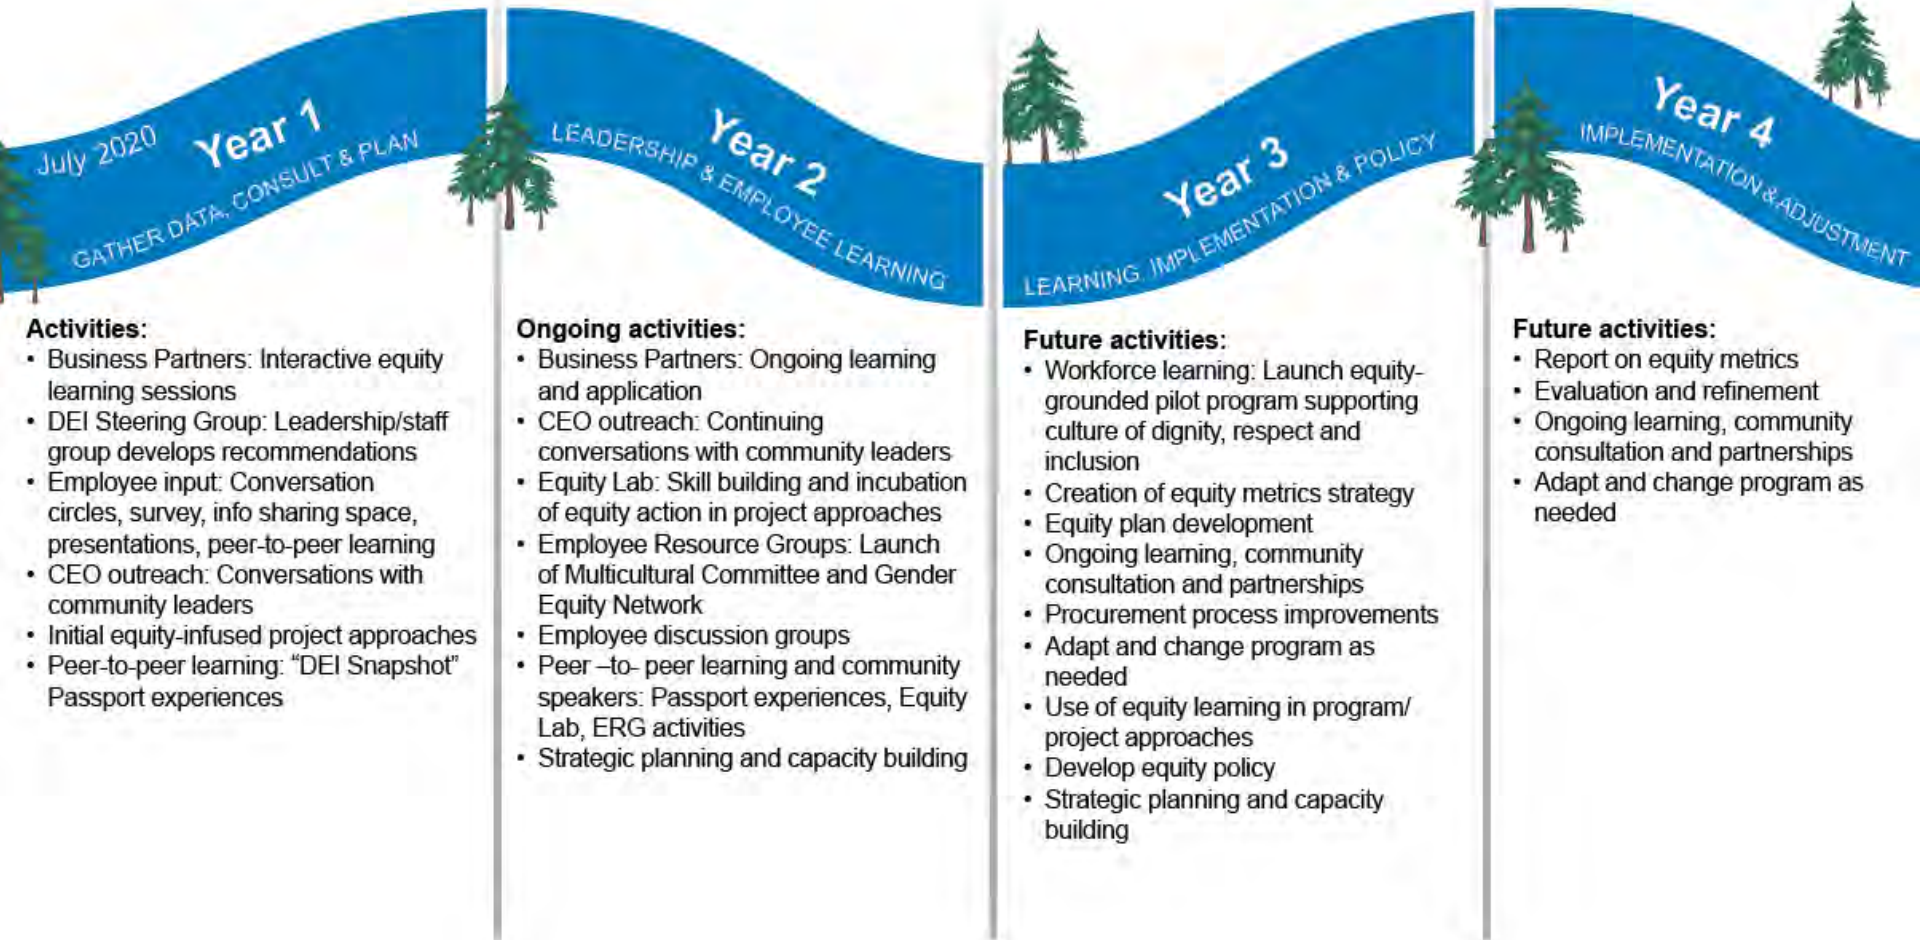 July 2020
Year 1
GATHER DATA, CONSULT & PLAN
Activities:
• Business Partners: Interactive equity
learning sessions
• DEI Steering Group: Leadership/staff
group develops recommendations
• Employee input: Conversation
circles, survey, info sharing space,
presentations, peer-to-peer learning
• CEO outreach: Conversations with
community leaders
• Initial equity-infused project approaches
• Peer-to-peer learning: “DEI Snapshot”
Passport experiences
Year 2
LEADERSHIP & EMPLOYEE LEARNING
Ongoing activities:
• Business Partners: Ongoing learning
and application
• CEO outreach: Continuing
conversations with community leaders
• Equity Lab: Skill building and incubation
of equity action in project approaches
• Employee Resource Groups: Launch
of Multicultural Committee and Gender
Equity Network
• Employee discussion groups
• Peer –to- peer learning and community
speakers: Passport experiences, Equity
Lab, ERG activities
• Strategic planning and capacity building
Year 3
LEARNING, IMPLEMENTATION & POLICY
Future activities:
• Workforce learning: Launch equity-
grounded pilot program supporting
culture of dignity, respect and
inclusion
• Creation of equity metrics strategy
• Equity plan development
• Ongoing learning, community
consultation and partnerships
• Procurement process improvements
• Adapt and change program as
needed
• Use of equity learning in program/
project approaches
• Develop equity policy
• Strategic planning and capacity
building
Year 4
IMPLEMENTATION & ADJUSTMENT
Future activities:
• Report on equity metrics
• Evaluation and refinement
• Ongoing learning, community
consultation and partnerships
• Adapt and change program as
needed